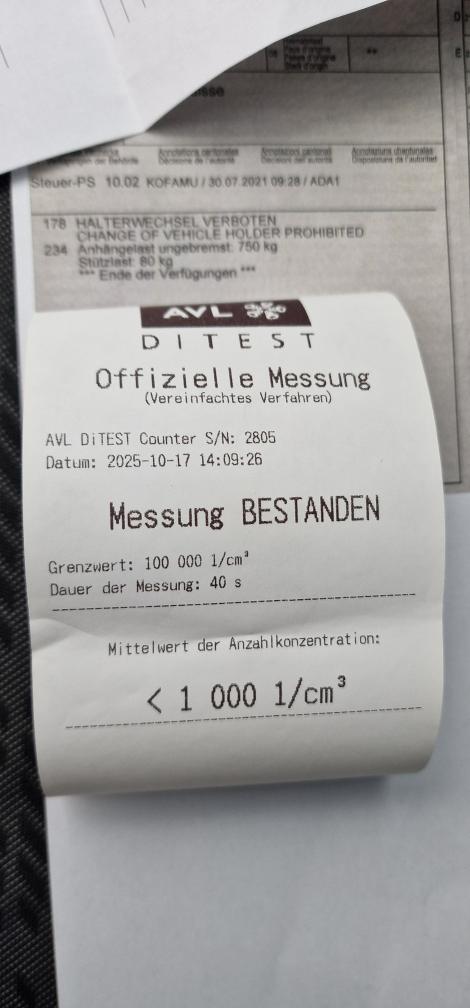 sse
Steuer-PS 10.02 KOFAMU / 30.07.2021 09:28 / ADA1
178 HALTERWECHSEL VERBOTEN
CHANGE OF VEHICLE HOLDER PROHIBITED
234 Anhängelast ungebremst: 750 kg
Stützlast: 80 kg
*** Ende der Verfügungen ***
AVL
DITEST
Offizielle Messung
(Vereinfachtes Verfahren)
AVL DiTEST Counter S/N: 2805
Datum: 2025-10-17 14:09:26
Messung BESTANDEN
Grenzwert: 100 000 1/cm³
Dauer der Messung: 40 s
Mittelwert der Anzahlkonzentration:
< 1 000 1/cm³